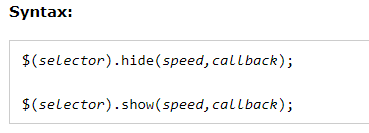 Syntax:
$(selector).hide(speed,callback);
$(selector).show(speed,callback);